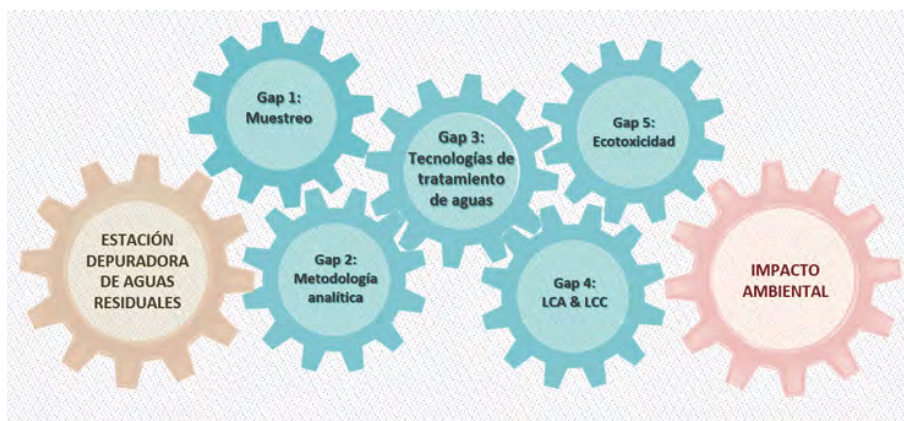 ESTACIÓN
DEPURADORA
DE AGUAS
RESIDUALES
Gap 1:
Muestreo
Gap 2:
Metodología
analítica
Gap 3:
Tecnologías de
tratamiento
de aguas
Gap 4:
LCA & LCC
Gap 5:
Ecotoxicidad
IMPACTO
AMBIENTAL